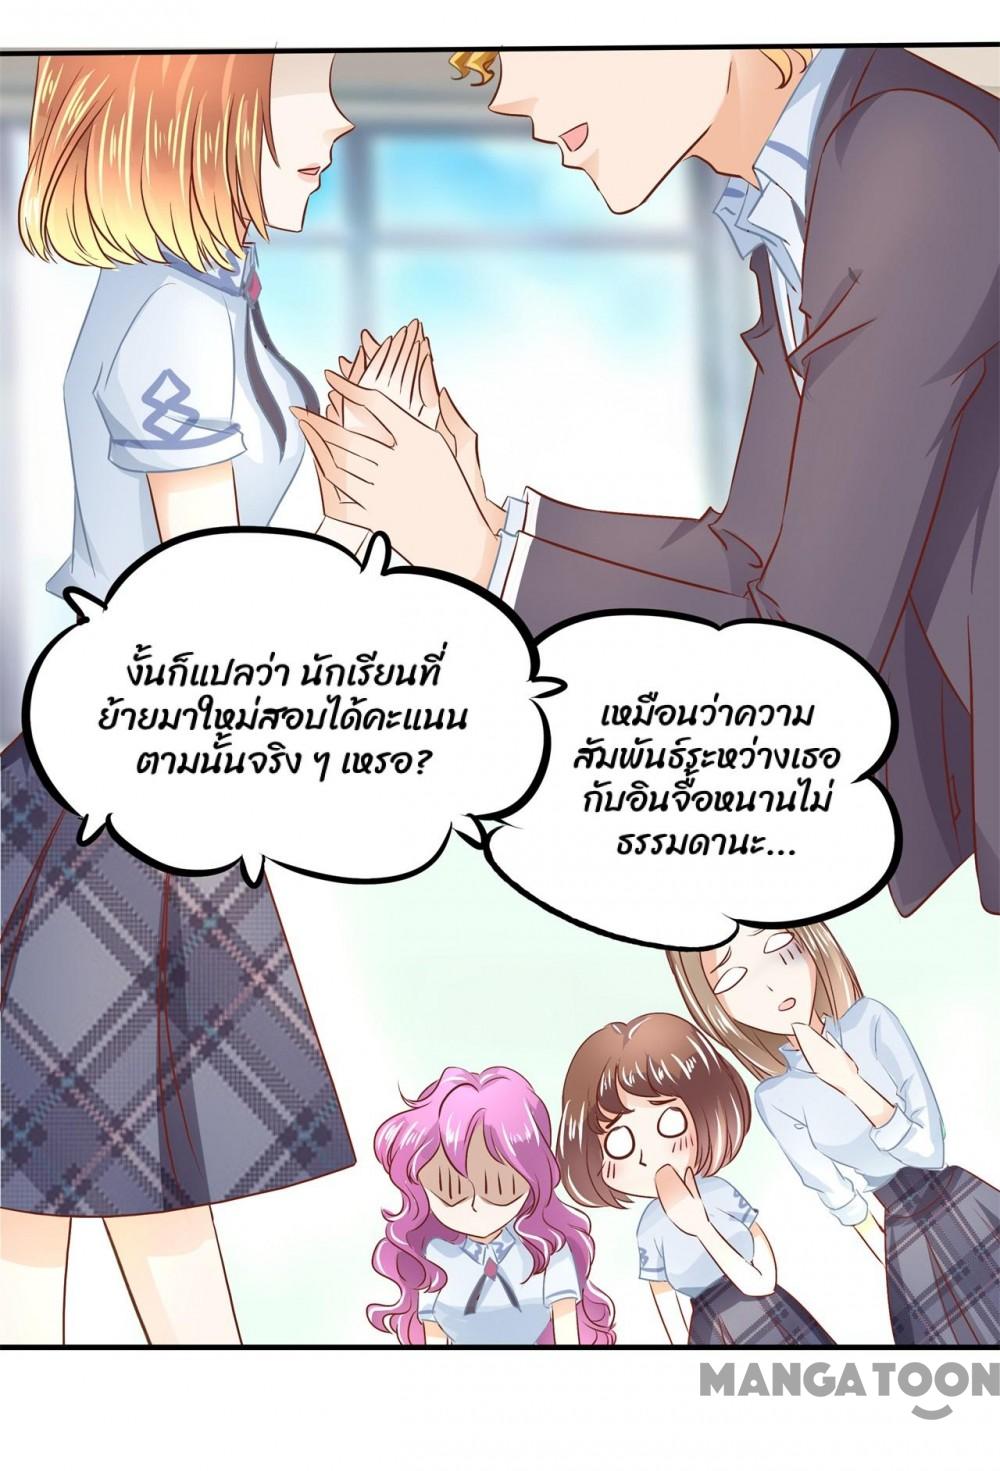 งั้นก็แปลว่า นักเรียนที่
ย้ายมาใหม่สอบได้คะแนน
ตามนั้นจริง ๆ เหรอ?
เหมือนว่าความ
สัมพันธ์ระหว่างเธอ
กับอินจื้อหนานไม่
ธรรมดานะ...
MANGATOON